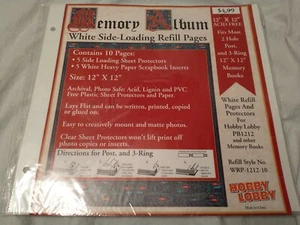 Memory Album
White Side-Loading Refill Pages
Contains 10 Pages:
• 5 Side Loading Sheet Protectors
• 5 White Heavy Paper Scrapbook Inserts
Size: 12" X 12"
Archival, Photo Safe: Acid, Lignin and PVC
Free Plastic Sheet Protectors and Paper.
Lays Flat and can be written, printed, copied
or glued on.
Easy to creatively mount and matte photos.
Clear Sheet Protectors won't lift print off
photo copies or inserts.
Directions for Post, and 3-Ring
$4.99
12" X 12"
ACID FREE
Fits Most
2 Hole
Post,
and 3-Ring
12" X 12"
Memory
Books
White Refill
Pages And
Protectors
For
Hobby Lobby
PB1212
and other
Memory Books
Refill Style No.
WRP-1212-10
HOBBY
LOBBY